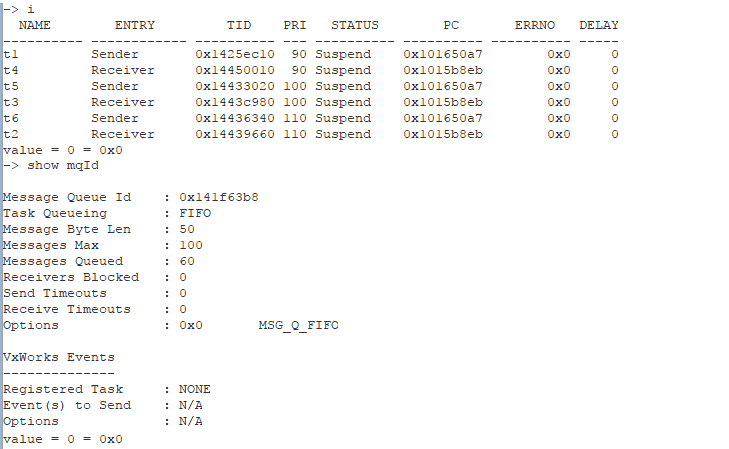 -> i
NAME ENTRY TID PRI STATUS PC ERRNO DELAY
---------- ------------ ---------- --- ---------- ---------- ------- -----
t1 Sender 0x1425ec10 90 Suspend 0x101650a7 0x0 0
t4 Receiver 0x14450010 90 Suspend 0x1015b8eb 0x0 0
t5 Sender 0x14433020 100 Suspend 0x101650a7 0x0 0
t3 Receiver 0x1443c980 100 Suspend 0x1015b8eb 0x0 0
t6 Sender 0x14436340 110 Suspend 0x101650a7 0x0 0
t2 Receiver 0x14439660 110 Suspend 0x1015b8eb 0x0 0
value = 0 = 0x0
-> show mqId
Message Queue Id : 0x141f63b8
Task Queueing : FIFO
Message Byte Len : 50
Messages Max : 100
Messages Queued : 60
Receivers Blocked : 0
Send Timeouts : 0
Receive Timeouts : 0
Options : 0x0 MSG_Q_FIFO
VxWorks Events
--------------
Registered Task : NONE
Event(s) to Send : N/A
Options : N/A
value = 0 = 0x0